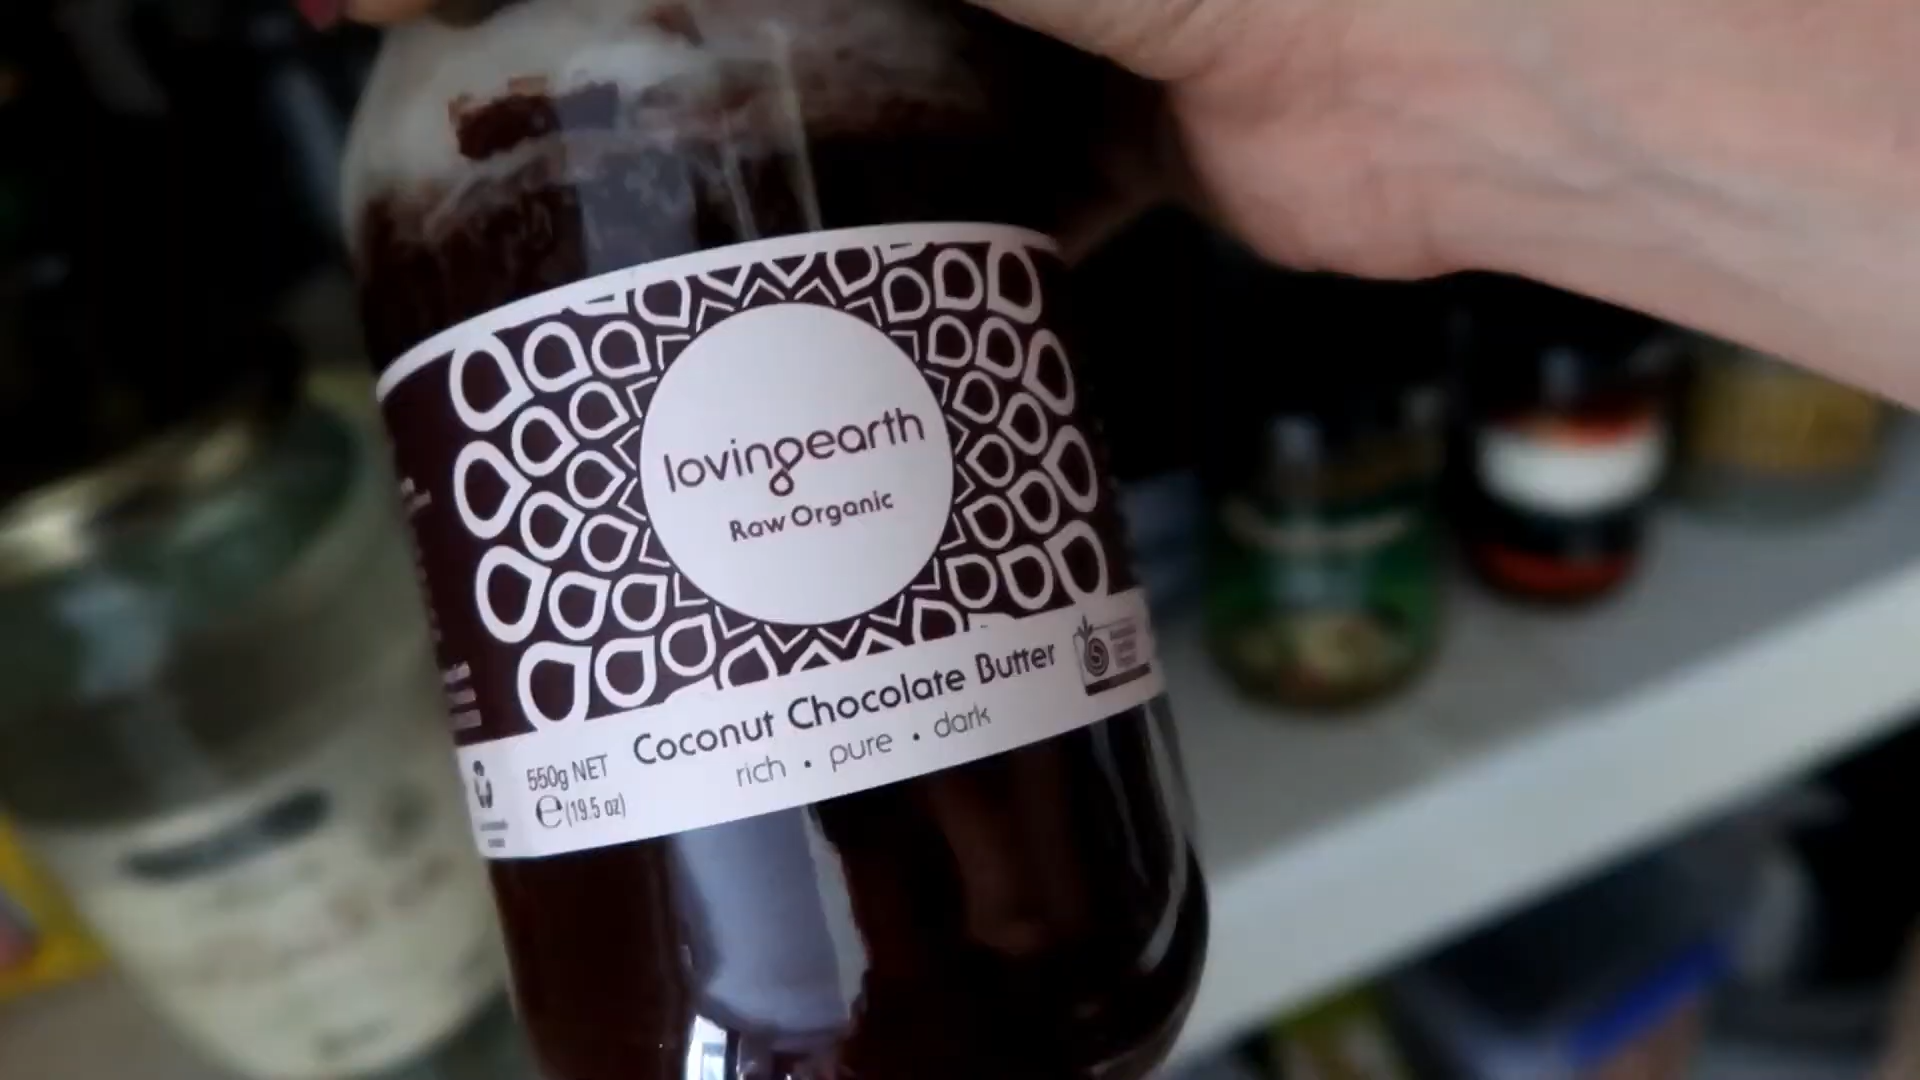 lovingearth
Raw Organic
Coconut Chocolate Butter
rich • pure • dark
550g NET
e (19.5 oz)